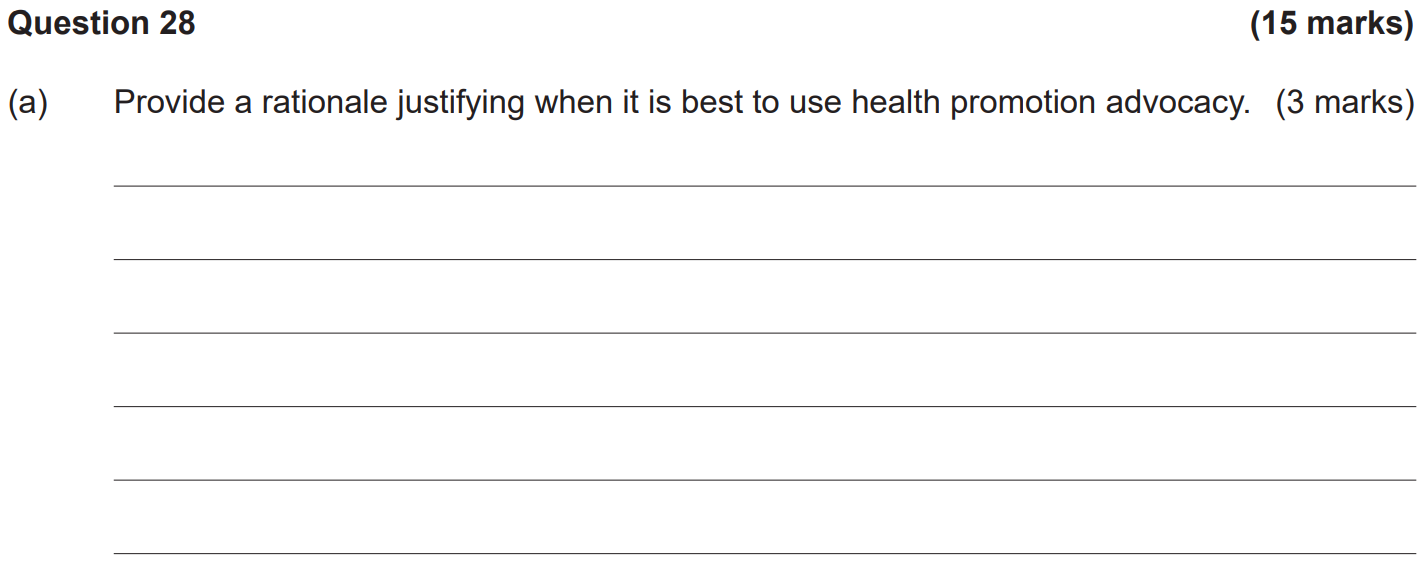 Question 28 (15 marks)
(a) Provide a rationale justifying when it is best to use health promotion advocacy. (3 marks)